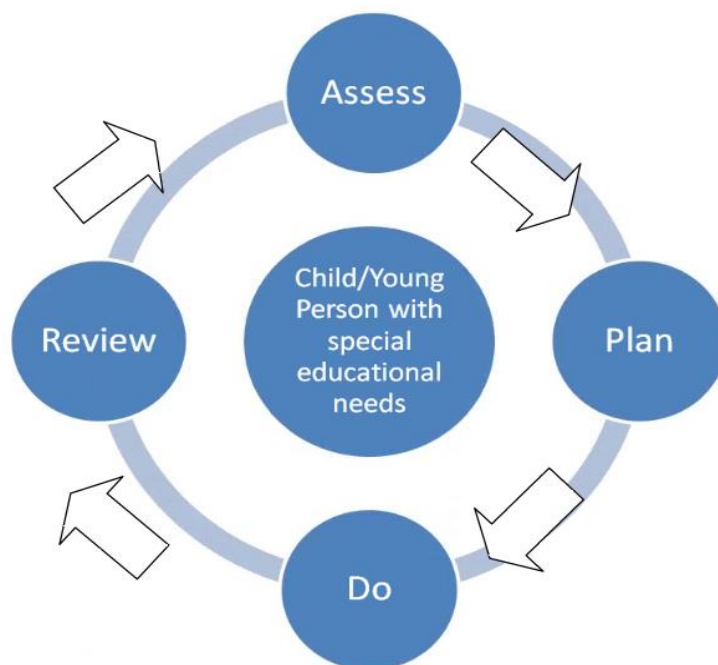 Assess
Child/Young
Person with
special
educational
needs
Review
Plan
Do